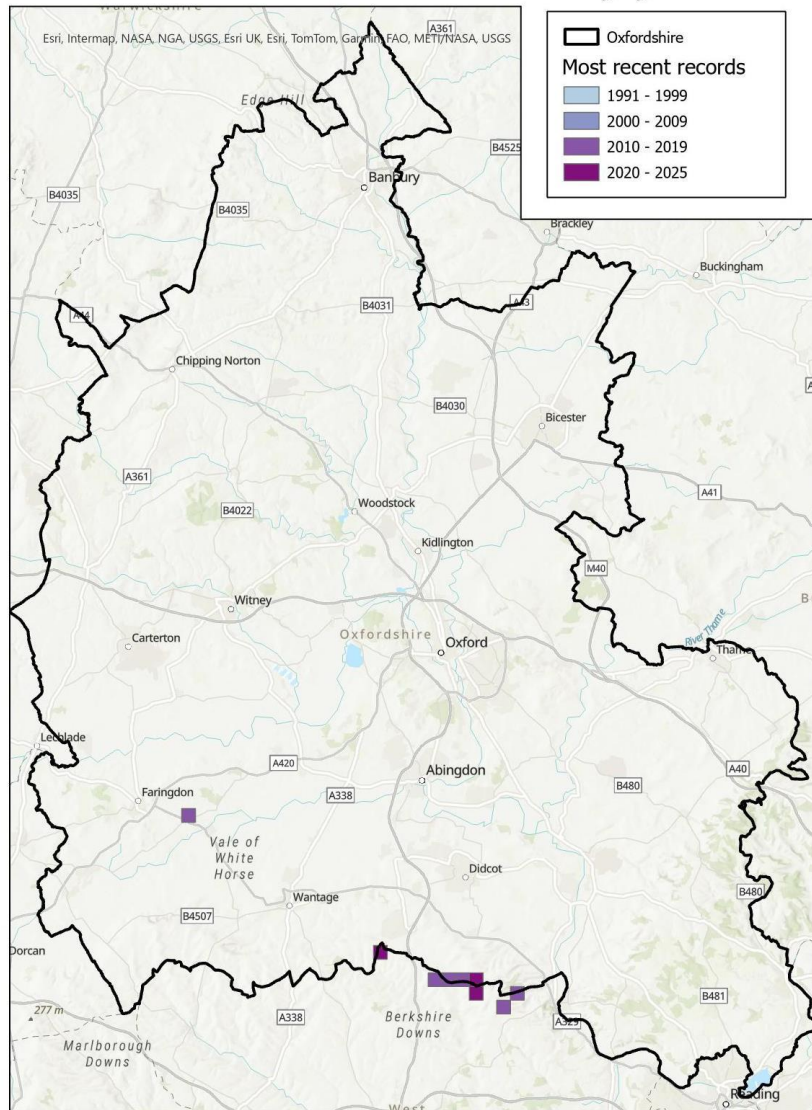 Warwickshire
A361
Esri, Intermap, NASA, NGA, USGS, Esri UK, Esri, TomTom, Garmin, FAO, METI/NASA, USGS
Oxfordshire
Most recent records
1991 - 1999
2000 - 2009
2010 - 2019
2020 - 2025
Edge Hill
B4525
Banbury
B4035
B4035
Brackley
Buckingham
A44
B4031
A43
Chipping Norton
B4030
Bicester
A361
A41
B4022
Woodstock
Kidlington
M40
Witney
River Thame
Oxfordshire
Carterton
Oxford
Thame
Lechlade
A420
A40
Abingdon
B480
Faringdon
A338
Vale of
White
Horse
Didcot
B480
Wantage
B4507
Dorcan
277 m
B481
A338
Berkshire
Downs
A329
Marlborough
Downs
West
Reading